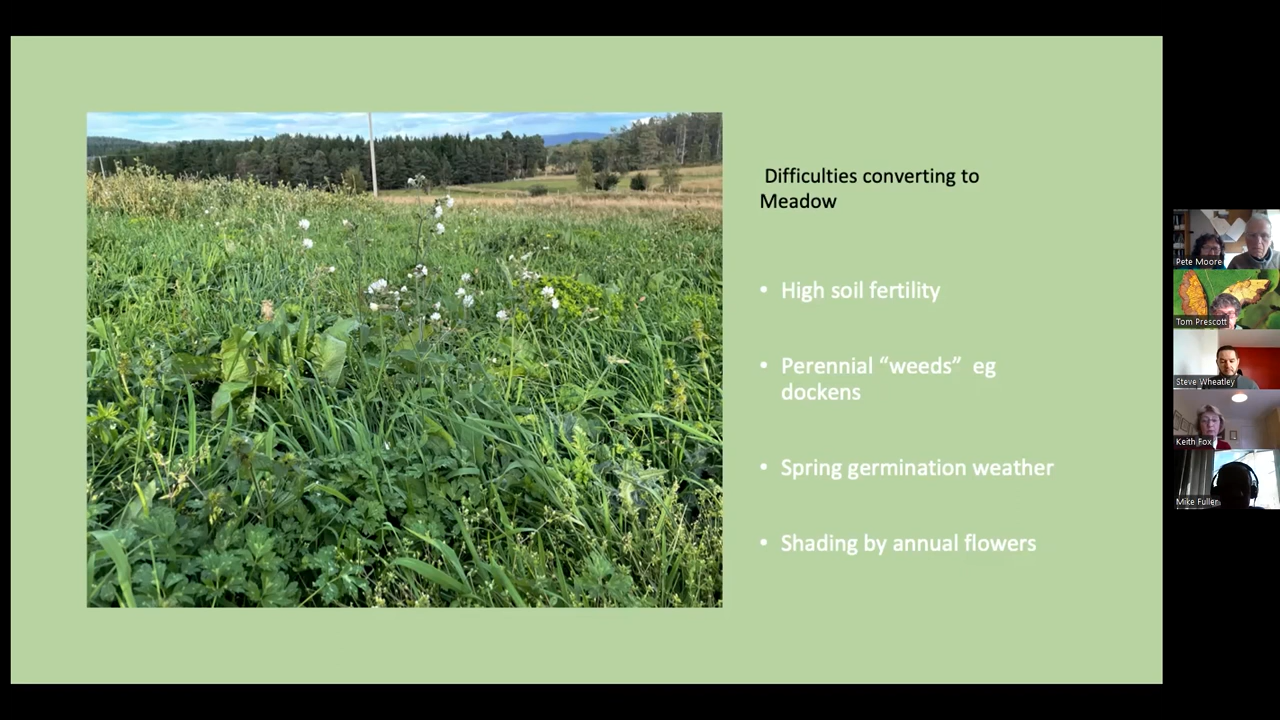 Difficulties converting to
Meadow
• High soil fertility
• Perennial “weeds”  eg
dockens
• Spring germination weather
• Shading by annual flowers
Pete Moore
Tom Prescott
Steve Wheatley
Keith Fox
Mike Fuller